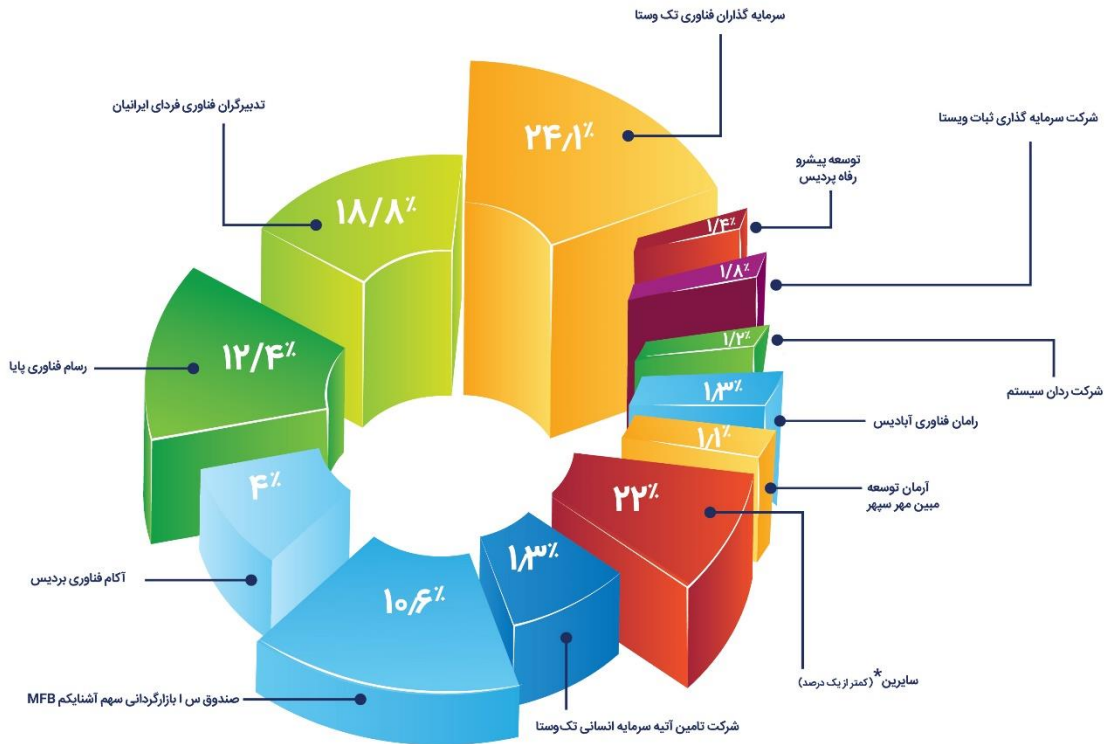 سرمایه گذاران فناوری تک وستا
۲۴٫۱٪
شرکت سرمایه گذاری ثبات ویستا
۱/۸٪
توسعه پیشرو
رفاه پردیس
۱/۴٪
شرکت ردان سیستم
۱/۲٪
رامان فناوری آبادیس
۱٫۳٪
آرمان توسعه
مبین مهر سپهر
۱٫۱٪
سایرین* (کمتر از یک درصد)
۲۲٪
شرکت تامین آتیه سرمایه انسانی تک‌وستا
۱٫۳٪
صندوق س ا بازارگردانی سهم آشنایکم MFB
۱۰٫۶٪
آکام فناوری بردیس
۴٪
رسام فناوری پایا
۱۲/۴٪
تدبیرگران فناوری فردای ایرانیان
۱۸/۸٪